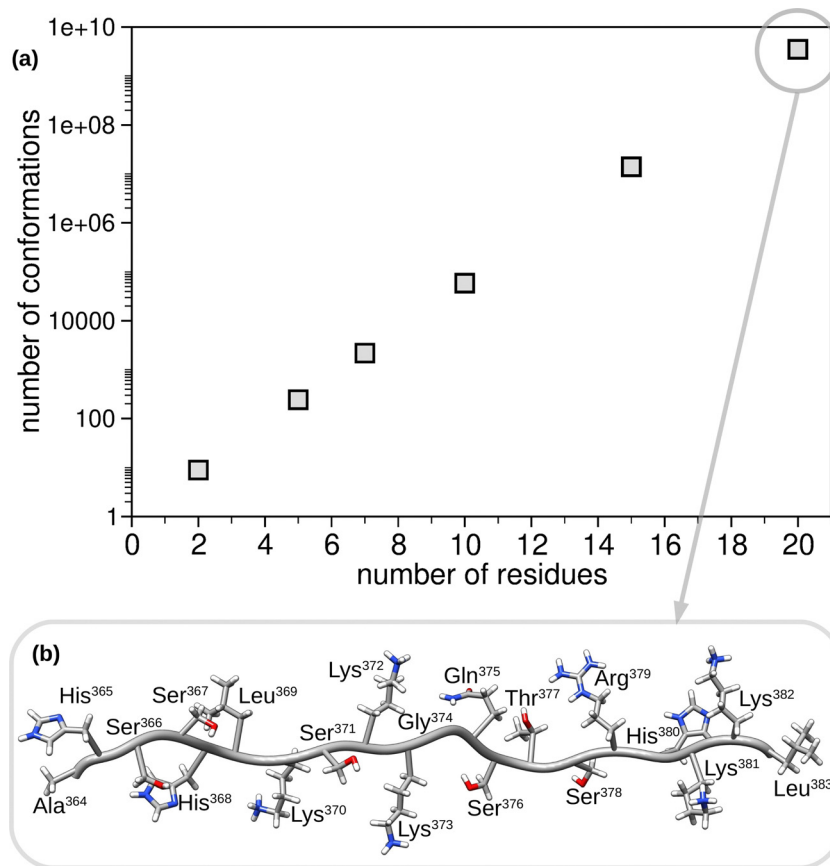 (a)
1e+10
1e+08
1e+06
10000
100
1
number of conformations
0 2 4 6 8 10 12 14 16 18 20
number of residues
(b)
His365
Ser366
Ser367
Leu369
Ala364
His368
Lys370
Ser371
Lys372
Gly374
Lys373
Gln375
Thr377
Ser376
Arg379
Ser378
His380
Lys382
Lys381
Leu383